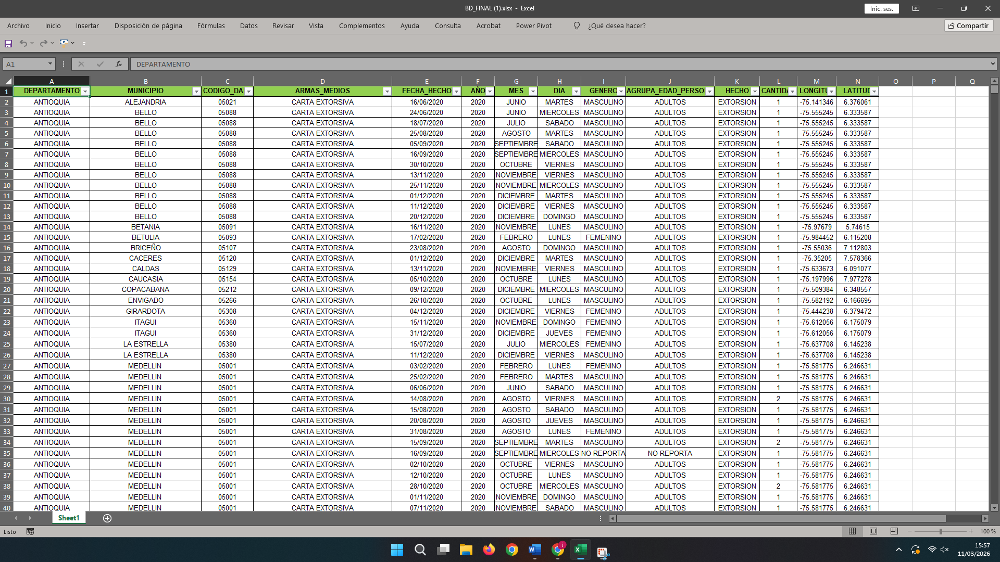 BD_FINAL (1).xlsx - Excel
Inic. ses.
Archivo Inicio Insertar Disposición de página Fórmulas Datos Revisar Vista Complementos Ayuda Consulta Acrobat Power Pivot ¿Qué desea hacer? Compartir
A1 fx DEPARTAMENTO
A B C D E F G H I J K L M N O P Q
1 DEPARTAMENTO MUNICIPIO CODIGO_DA ARMAS_MEDIOS FECHA_HECHO AÑO MES DIA GENERO AGRUPA_EDAD_PERSO HECHO CANTIDA LONGITU LATITUD
2 ANTIOQUIA ALEJANDRIA 05021 CARTA EXTORSIVA 16/06/2020 2020 JUNIO MARTES MASCULINO ADULTOS EXTORSION 1 -75.141346 6.376061
3 ANTIOQUIA BELLO 05088 CARTA EXTORSIVA 24/06/2020 2020 JUNIO MIERCOLES MASCULINO ADULTOS EXTORSION 1 -75.555245 6.333587
4 ANTIOQUIA BELLO 05088 CARTA EXTORSIVA 18/07/2020 2020 JULIO SABADO MASCULINO ADULTOS EXTORSION 1 -75.555245 6.333587
5 ANTIOQUIA BELLO 05088 CARTA EXTORSIVA 25/08/2020 2020 AGOSTO MARTES MASCULINO ADULTOS EXTORSION 1 -75.555245 6.333587
6 ANTIOQUIA BELLO 05088 CARTA EXTORSIVA 05/09/2020 2020 SEPTIEMBRE SABADO MASCULINO ADULTOS EXTORSION 1 -75.555245 6.333587
7 ANTIOQUIA BELLO 05088 CARTA EXTORSIVA 16/09/2020 2020 SEPTIEMBRE MIERCOLES MASCULINO ADULTOS EXTORSION 1 -75.555245 6.333587
8 ANTIOQUIA BELLO 05088 CARTA EXTORSIVA 30/10/2020 2020 OCTUBRE VIERNES MASCULINO ADULTOS EXTORSION 1 -75.555245 6.333587
9 ANTIOQUIA BELLO 05088 CARTA EXTORSIVA 13/11/2020 2020 NOVIEMBRE VIERNES MASCULINO ADULTOS EXTORSION 1 -75.555245 6.333587
10 ANTIOQUIA BELLO 05088 CARTA EXTORSIVA 25/11/2020 2020 NOVIEMBRE MIERCOLES MASCULINO ADULTOS EXTORSION 1 -75.555245 6.333587
11 ANTIOQUIA BELLO 05088 CARTA EXTORSIVA 01/12/2020 2020 DICIEMBRE MARTES MASCULINO ADULTOS EXTORSION 1 -75.555245 6.333587
12 ANTIOQUIA BELLO 05088 CARTA EXTORSIVA 11/12/2020 2020 DICIEMBRE VIERNES MASCULINO ADULTOS EXTORSION 1 -75.555245 6.333587
13 ANTIOQUIA BELLO 05088 CARTA EXTORSIVA 20/12/2020 2020 DICIEMBRE DOMINGO MASCULINO ADULTOS EXTORSION 1 -75.555245 6.333587
14 ANTIOQUIA BETANIA 05091 CARTA EXTORSIVA 16/11/2020 2020 NOVIEMBRE LUNES MASCULINO ADULTOS EXTORSION 1 -75.97679 5.74615
15 ANTIOQUIA BETULIA 05093 CARTA EXTORSIVA 17/02/2020 2020 FEBRERO LUNES FEMENINO ADULTOS EXTORSION 1 -75.984452 6.115208
16 ANTIOQUIA BRICEÑO 05107 CARTA EXTORSIVA 23/08/2020 2020 AGOSTO DOMINGO MASCULINO ADULTOS EXTORSION 1 -75.55036 7.112803
17 ANTIOQUIA CACERES 05120 CARTA EXTORSIVA 01/12/2020 2020 DICIEMBRE MARTES MASCULINO ADULTOS EXTORSION 1 -75.35205 7.578366
18 ANTIOQUIA CALDAS 05129 CARTA EXTORSIVA 13/11/2020 2020 NOVIEMBRE VIERNES MASCULINO ADULTOS EXTORSION 1 -75.633673 6.091077
19 ANTIOQUIA CAUCASIA 05154 CARTA EXTORSIVA 05/10/2020 2020 OCTUBRE LUNES MASCULINO ADULTOS EXTORSION 1 -75.197996 7.977278
20 ANTIOQUIA COPACABANA 05212 CARTA EXTORSIVA 09/12/2020 2020 DICIEMBRE MIERCOLES MASCULINO ADULTOS EXTORSION 1 -75.509384 6.348557
21 ANTIOQUIA ENVIGADO 05266 CARTA EXTORSIVA 26/10/2020 2020 OCTUBRE LUNES MASCULINO ADULTOS EXTORSION 1 -75.582192 6.166695
22 ANTIOQUIA GIRARDOTA 05308 CARTA EXTORSIVA 04/12/2020 2020 DICIEMBRE VIERNES FEMENINO ADULTOS EXTORSION 1 -75.444238 6.379472
23 ANTIOQUIA ITAGUI 05360 CARTA EXTORSIVA 15/11/2020 2020 NOVIEMBRE DOMINGO FEMENINO ADULTOS EXTORSION 1 -75.612056 6.175079
24 ANTIOQUIA ITAGUI 05360 CARTA EXTORSIVA 31/12/2020 2020 DICIEMBRE JUEVES FEMENINO ADULTOS EXTORSION 1 -75.612056 6.175079
25 ANTIOQUIA LA ESTRELLA 05380 CARTA EXTORSIVA 15/07/2020 2020 JULIO MIERCOLES FEMENINO ADULTOS EXTORSION 1 -75.637708 6.145238
26 ANTIOQUIA LA ESTRELLA 05380 CARTA EXTORSIVA 11/12/2020 2020 DICIEMBRE VIERNES MASCULINO ADULTOS EXTORSION 1 -75.637708 6.145238
27 ANTIOQUIA MEDELLIN 05001 CARTA EXTORSIVA 03/02/2020 2020 FEBRERO LUNES FEMENINO ADULTOS EXTORSION 1 -75.581775 6.246631
28 ANTIOQUIA MEDELLIN 05001 CARTA EXTORSIVA 25/02/2020 2020 FEBRERO MARTES MASCULINO ADULTOS EXTORSION 1 -75.581775 6.246631
29 ANTIOQUIA MEDELLIN 05001 CARTA EXTORSIVA 06/06/2020 2020 JUNIO SABADO MASCULINO ADULTOS EXTORSION 1 -75.581775 6.246631
30 ANTIOQUIA MEDELLIN 05001 CARTA EXTORSIVA 14/08/2020 2020 AGOSTO VIERNES MASCULINO ADULTOS EXTORSION 2 -75.581775 6.246631
31 ANTIOQUIA MEDELLIN 05001 CARTA EXTORSIVA 15/08/2020 2020 AGOSTO SABADO MASCULINO ADULTOS EXTORSION 1 -75.581775 6.246631
32 ANTIOQUIA MEDELLIN 05001 CARTA EXTORSIVA 20/08/2020 2020 AGOSTO JUEVES MASCULINO ADULTOS EXTORSION 1 -75.581775 6.246631
33 ANTIOQUIA MEDELLIN 05001 CARTA EXTORSIVA 31/08/2020 2020 AGOSTO LUNES FEMENINO ADULTOS EXTORSION 1 -75.581775 6.246631
34 ANTIOQUIA MEDELLIN 05001 CARTA EXTORSIVA 15/09/2020 2020 SEPTIEMBRE MARTES MASCULINO ADULTOS EXTORSION 2 -75.581775 6.246631
35 ANTIOQUIA MEDELLIN 05001 CARTA EXTORSIVA 16/09/2020 2020 SEPTIEMBRE MIERCOLES NO REPORTA NO REPORTA EXTORSION 1 -75.581775 6.246631
36 ANTIOQUIA MEDELLIN 05001 CARTA EXTORSIVA 02/10/2020 2020 OCTUBRE VIERNES MASCULINO ADULTOS EXTORSION 1 -75.581775 6.246631
37 ANTIOQUIA MEDELLIN 05001 CARTA EXTORSIVA 12/10/2020 2020 OCTUBRE LUNES MASCULINO ADULTOS EXTORSION 1 -75.581775 6.246631
38 ANTIOQUIA MEDELLIN 05001 CARTA EXTORSIVA 28/10/2020 2020 OCTUBRE MIERCOLES MASCULINO ADULTOS EXTORSION 2 -75.581775 6.246631
39 ANTIOQUIA MEDELLIN 05001 CARTA EXTORSIVA 01/11/2020 2020 NOVIEMBRE DOMINGO MASCULINO ADULTOS EXTORSION 1 -75.581775 6.246631
40 ANTIOQUIA MEDELLIN 05001 CARTA EXTORSIVA 07/11/2020 2020 NOVIEMBRE SABADO MASCULINO ADULTOS EXTORSION 1 -75.581775 6.246631
Sheet1
Listo 100 %
15:57
11/03/2026